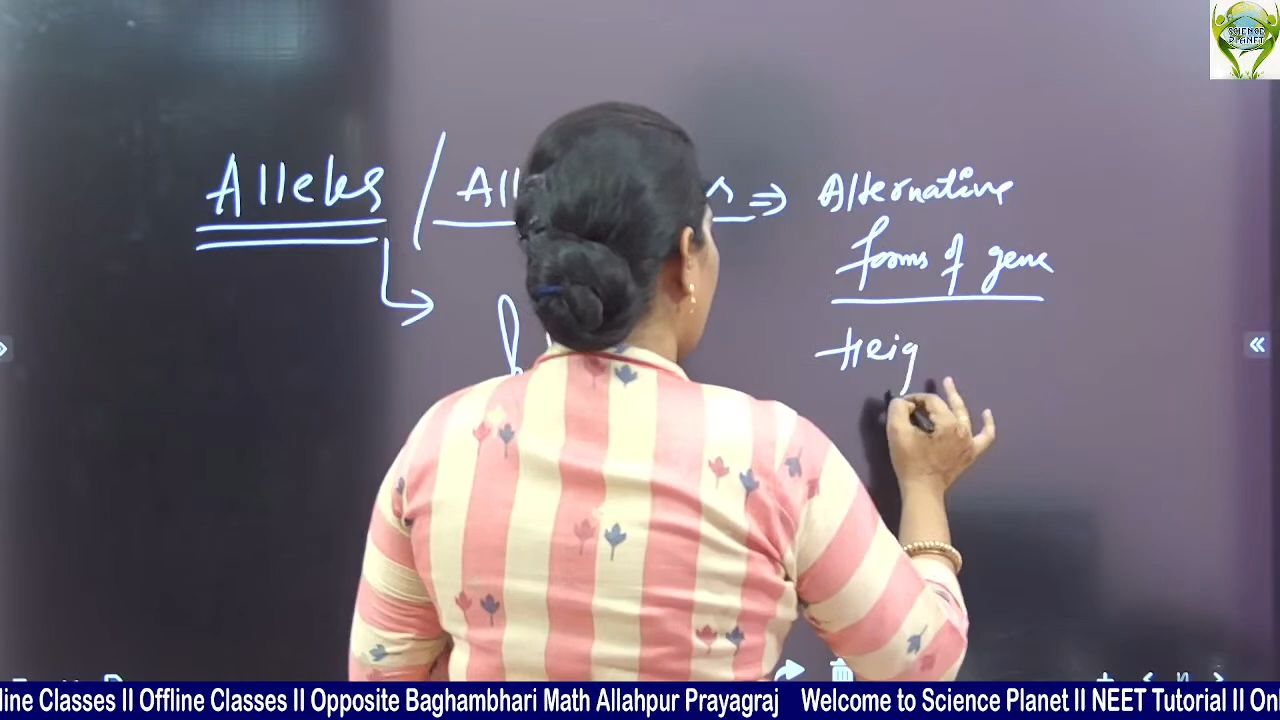 SCIENCE
PLANET
Alleles / All ⇒ Alternative
forms of gene
Heig
line Classes II Offline Classes II Opposite Baghambhari Math Allahpur Prayagraj Welcome to Science Planet II NEET Tutorial II Onl